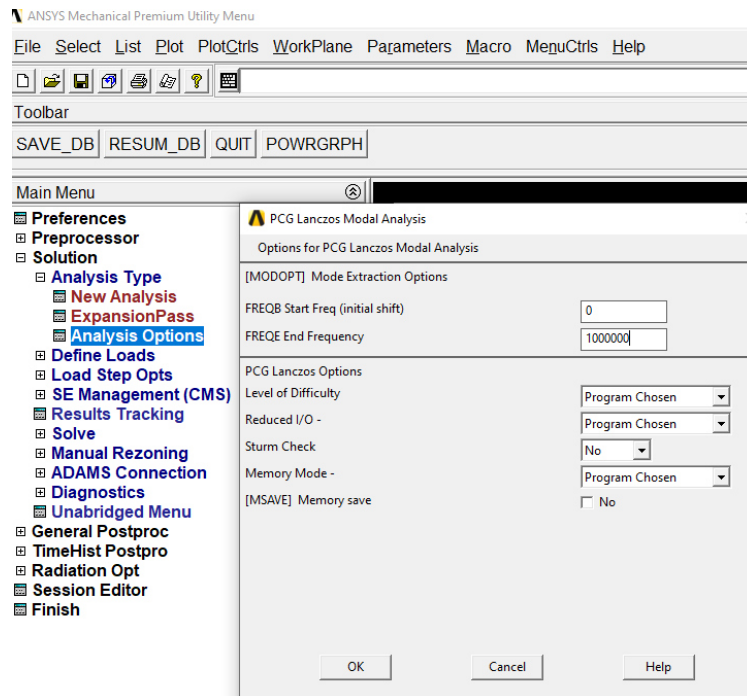 ANSYS Mechanical Premium Utility Menu
File Select List Plot PlotCtrls WorkPlane Parameters Macro MenuCtrls Help
Toolbar
SAVE_DB RESUM_DB QUIT POWRGRPH
Main Menu
Preferences
Preprocessor
Solution
Analysis Type
New Analysis
ExpansionPass
Analysis Options
Define Loads
Load Step Opts
SE Management (CMS)
Results Tracking
Solve
Manual Rezoning
ADAMS Connection
Diagnostics
Unabridged Menu
General Postproc
TimeHist Postpro
Radiation Opt
Session Editor
Finish
PCG Lanczos Modal Analysis
Options for PCG Lanczos Modal Analysis
[MODOPT] Mode Extraction Options
FREQB Start Freq (initial shift) 0
FREQE End Frequency 1000000
PCG Lanczos Options
Level of Difficulty Program Chosen
Reduced I/O - Program Chosen
Sturm Check No
Memory Mode - Program Chosen
[MSAVE] Memory save No
OK Cancel Help